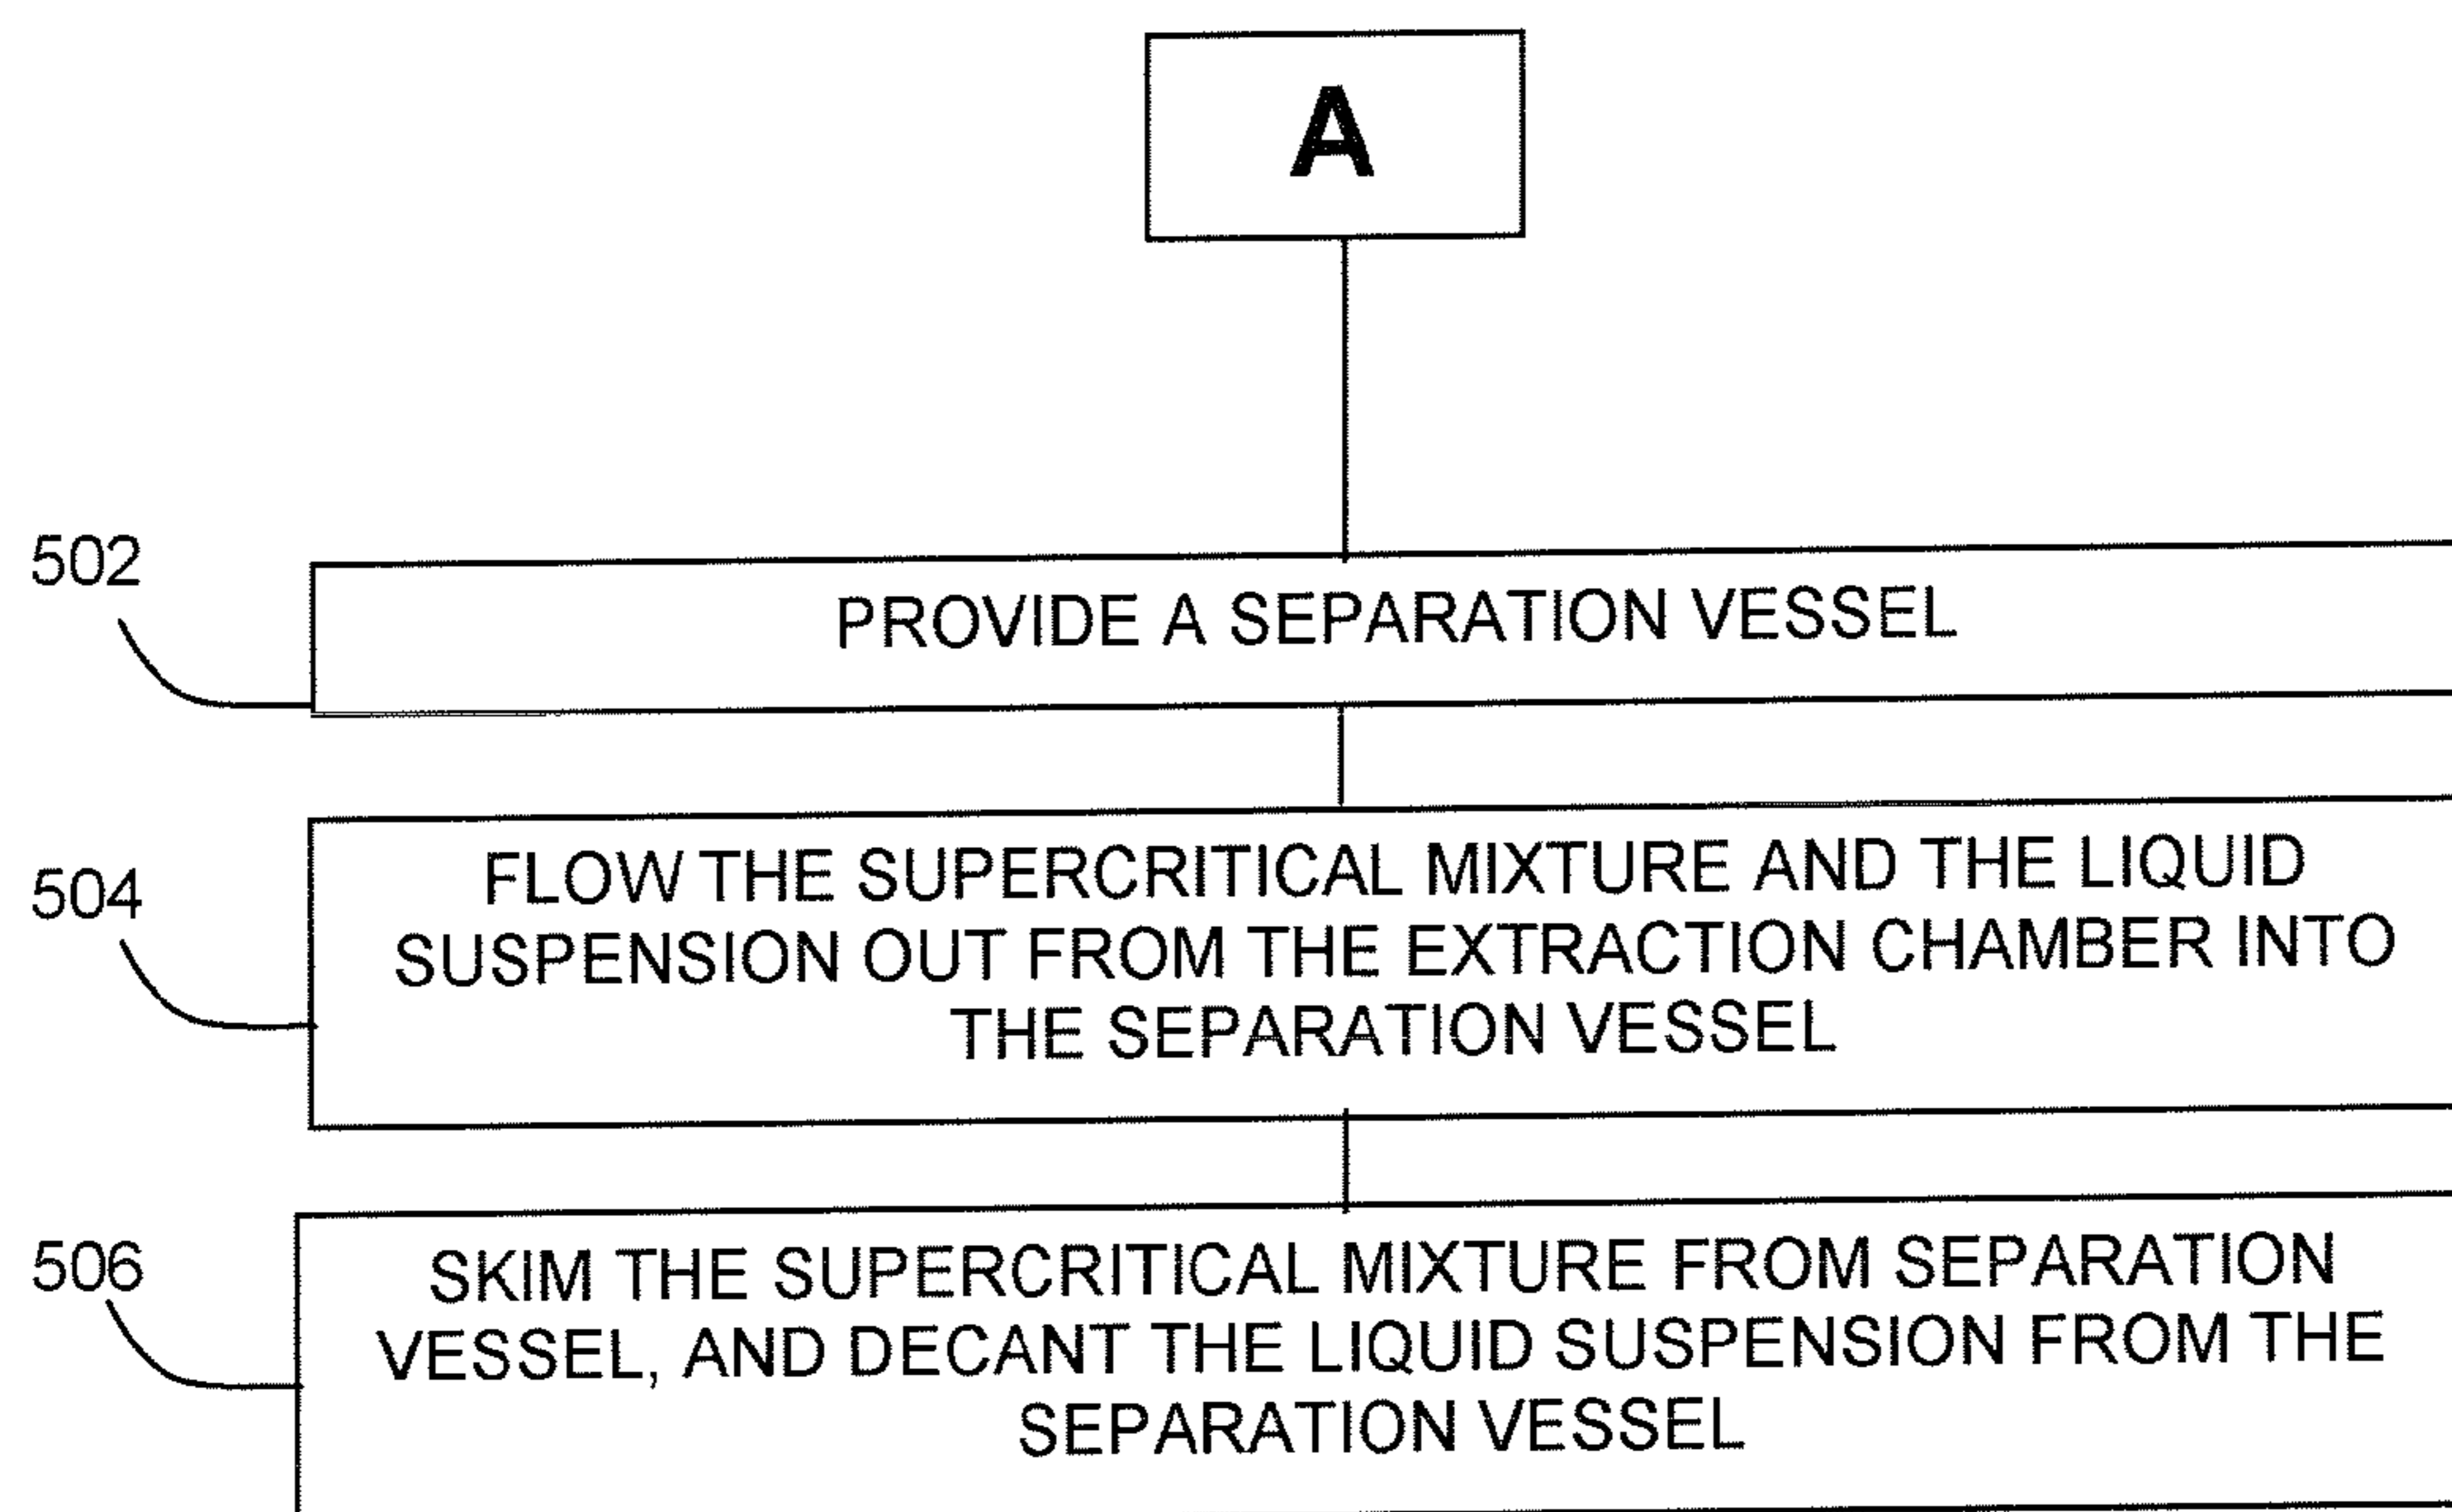 A
502
PROVIDE A SEPARATION VESSEL
504
FLOW THE SUPERCRITICAL MIXTURE AND THE LIQUID
SUSPENSION OUT FROM THE EXTRACTION CHAMBER INTO
THE SEPARATION VESSEL
506
SKIM THE SUPERCRITICAL MIXTURE FROM SEPARATION
VESSEL, AND DECANT THE LIQUID SUSPENSION FROM THE
SEPARATION VESSEL